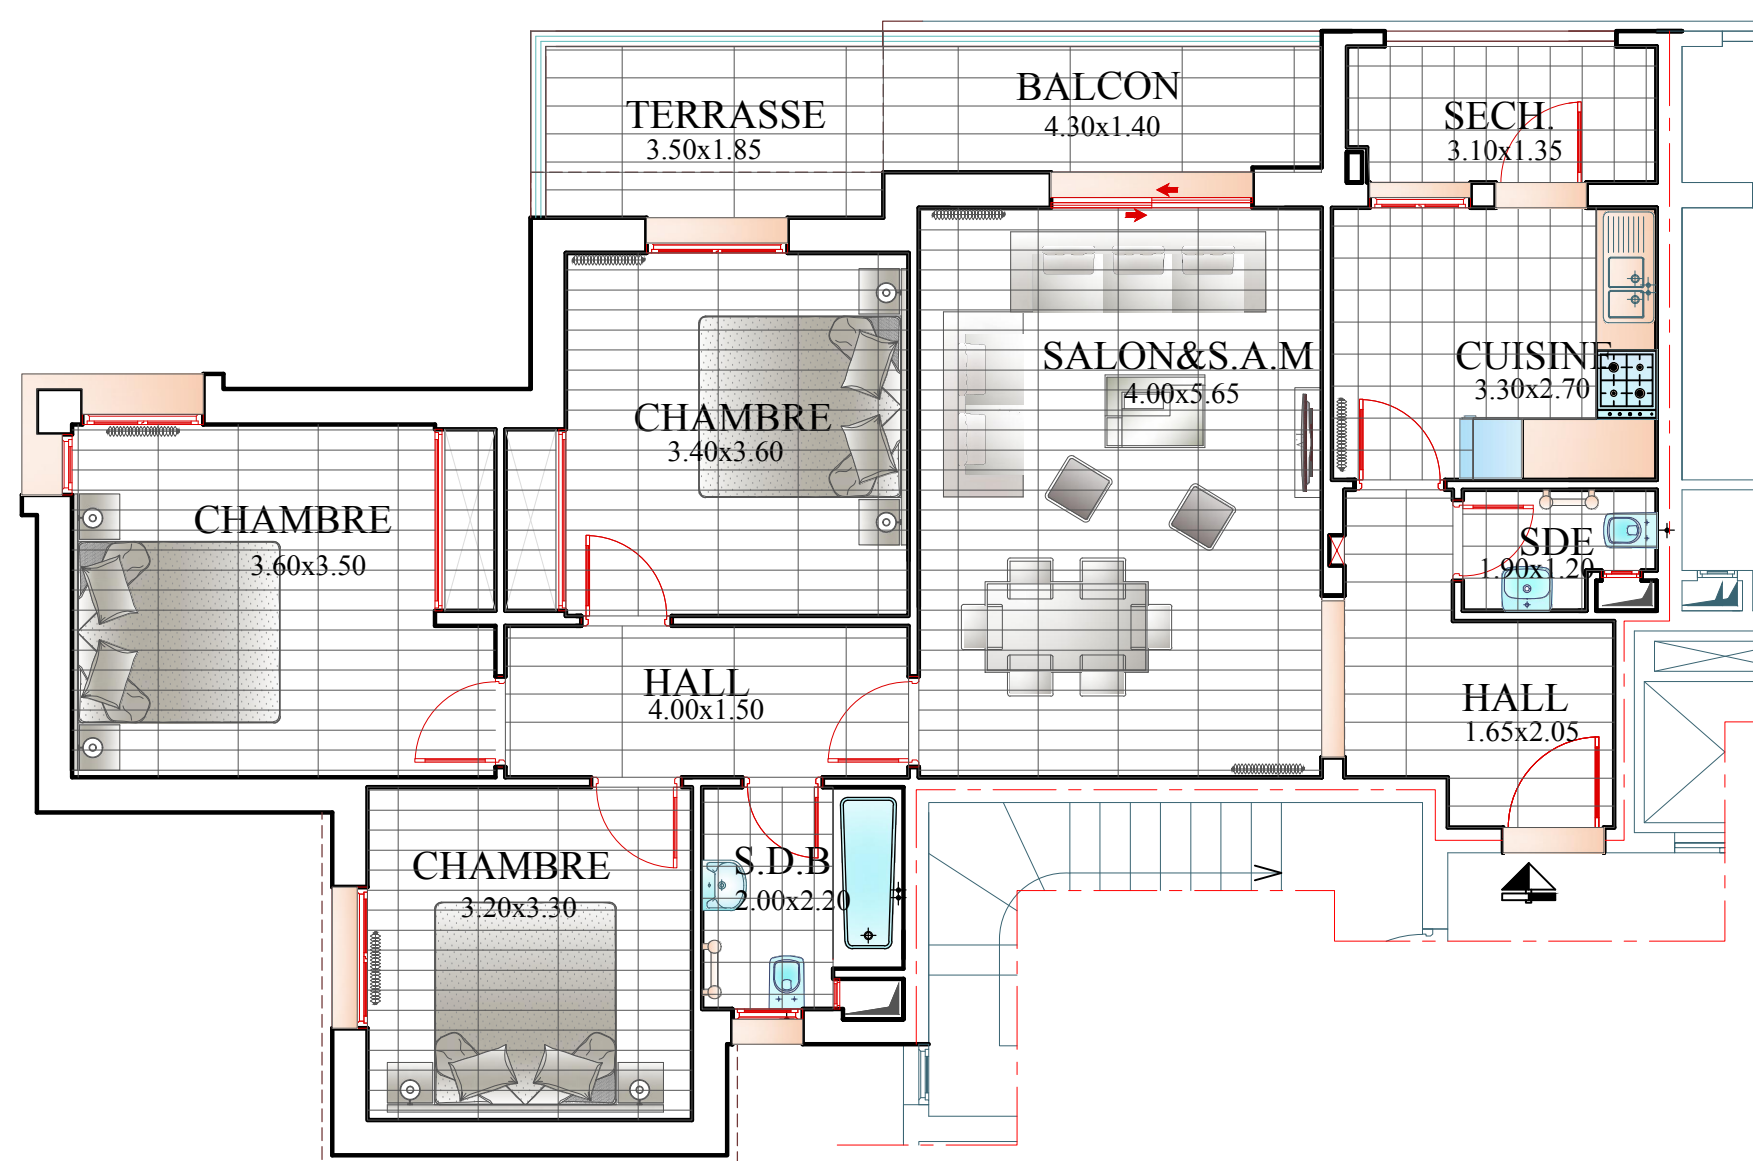 BALCON
4.30x1.40
TERRASSE
3.50x1.85
SECH.
3.10x1.35
SALON&S.A.M
4.00x5.65
CUISINE
3.30x2.70
CHAMBRE
3.40x3.60
CHAMBRE
3.60x3.50
SDE
1.90x1.20
HALL
4.00x1.50
HALL
1.65x2.05
CHAMBRE
3.20x3.30
S.D.B
2.00x2.20